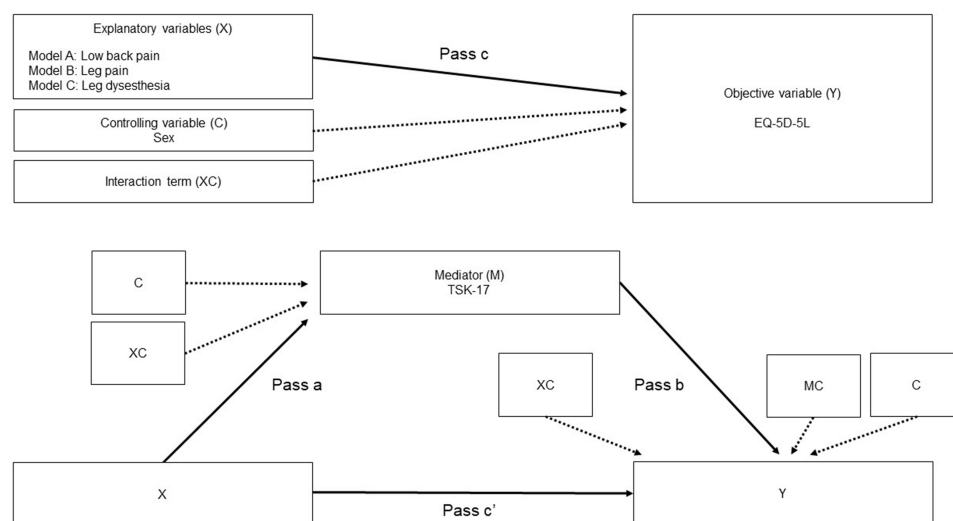 Explanatory variables (X)
Model A: Low back pain
Model B: Leg pain
Model C: Leg dysesthesia
Pass c
Objective variable (Y)
EQ-5D-5L
Controlling variable (C)
Sex
Interaction term (XC)
C
Mediator (M)
TSK-17
XC
Pass a
XC
Pass b
MC
C
X
Pass c’
Y